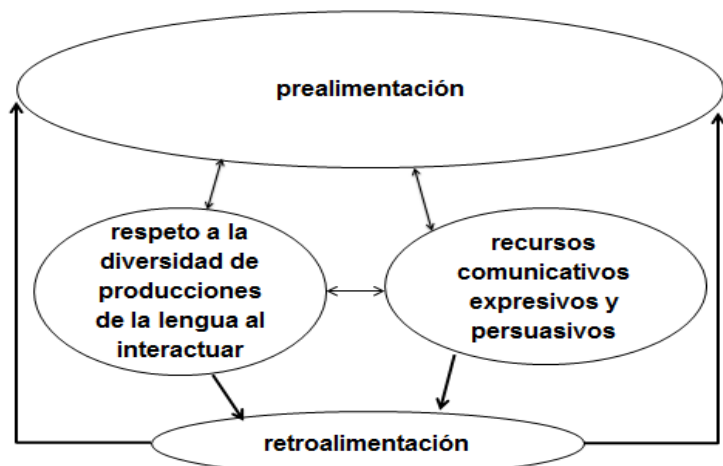 prealimentación
respeto a la
diversidad de
producciones
de la lengua al
interactuar
recursos
comunicativos
expresivos y
persuasivos
retroalimentación